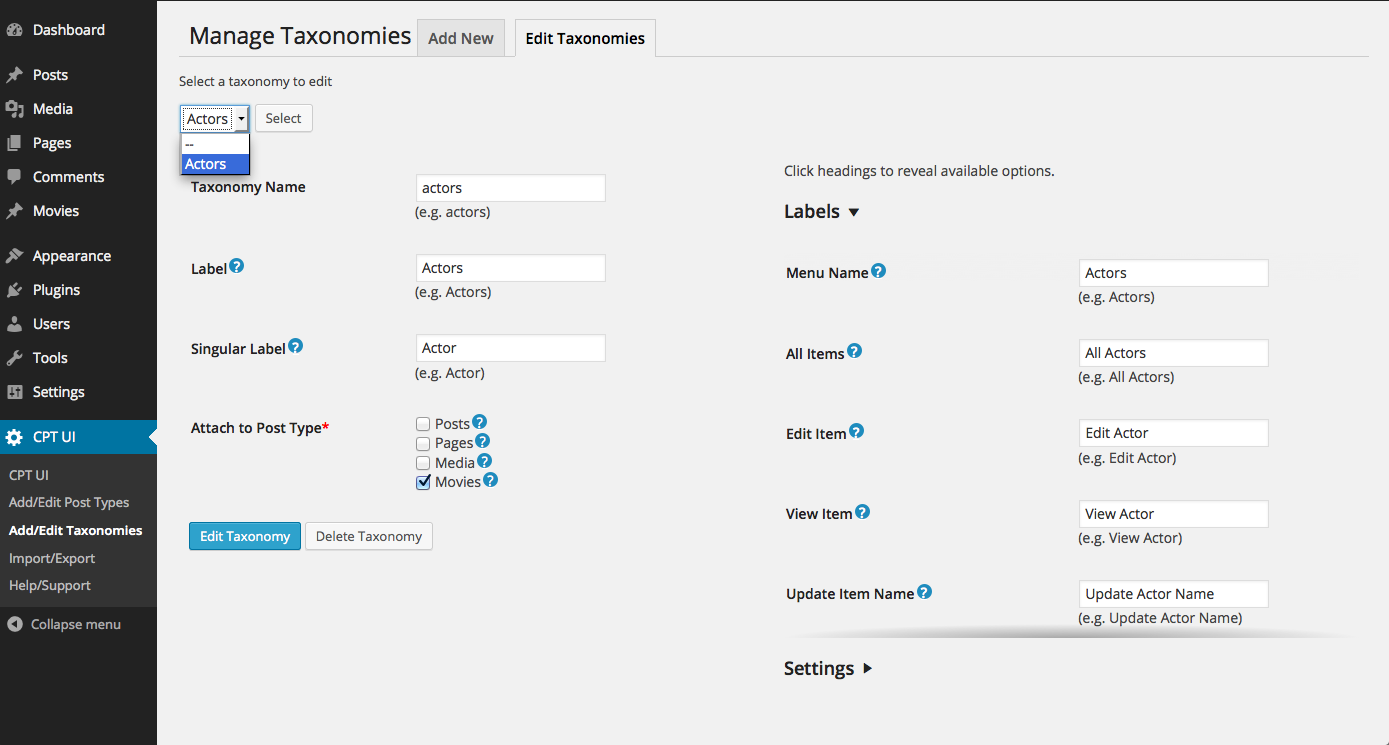 Dashboard
Posts
Media
Pages
Comments
Movies
Appearance
Plugins
Users
Tools
Settings
CPT UI
CPT UI
Add/Edit Post Types
Add/Edit Taxonomies
Import/Export
Help/Support
Collapse menu
Manage Taxonomies Add New Edit Taxonomies
Select a taxonomy to edit
Actors Select
--
Actors
Taxonomy Name actors
(e.g. actors)
Label ? Actors
(e.g. Actors)
Singular Label ? Actor
(e.g. Actor)
Attach to Post Type* Posts ?
Pages ?
Media ?
Movies ?
Edit Taxonomy Delete Taxonomy
Click headings to reveal available options.
Labels
Menu Name ? Actors
(e.g. Actors)
All Items ? All Actors
(e.g. All Actors)
Edit Item ? Edit Actor
(e.g. Edit Actor)
View Item ? View Actor
(e.g. View Actor)
Update Item Name ? Update Actor Name
(e.g. Update Actor Name)
Settings